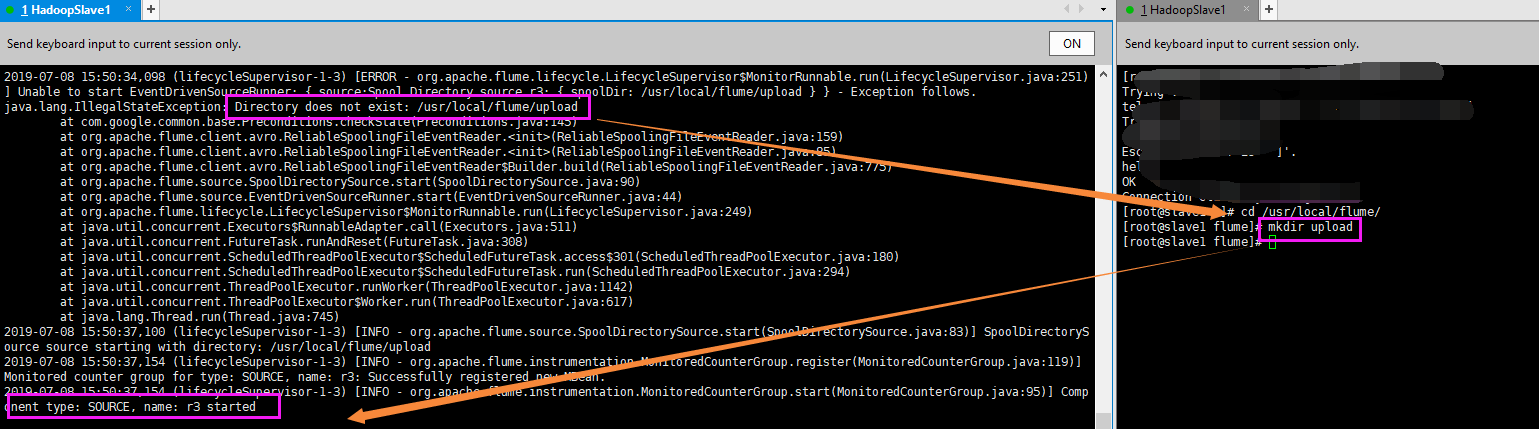 1 HadoopSlave1
Send keyboard input to current session only.
ON
2019-07-08 15:50:34,098 (lifecycleSupervisor-1-3) [ERROR - org.apache.flume.lifecycle.LifecycleSupervisor$MonitorRunnable.run(LifecycleSupervisor.java:251)
] Unable to start EventDrivenSourceRunner: { source:Spool Directory source r3: { spoolDir: /usr/local/flume/upload } } - Exception follows.
java.lang.IllegalStateException: Directory does not exist: /usr/local/flume/upload
at com.google.common.base.Preconditions.checkState(Preconditions.java:145)
at org.apache.flume.client.avro.ReliableSpoolingFileEventReader.<init>(ReliableSpoolingFileEventReader.java:159)
at org.apache.flume.client.avro.ReliableSpoolingFileEventReader.<init>(ReliableSpoolingFileEventReader.java:85)
at org.apache.flume.client.avro.ReliableSpoolingFileEventReader$Builder.build(ReliableSpoolingFileEventReader.java:775)
at org.apache.flume.source.SpoolDirectorySource.start(SpoolDirectorySource.java:90)
at org.apache.flume.source.EventDrivenSourceRunner.start(EventDrivenSourceRunner.java:44)
at org.apache.flume.lifecycle.LifecycleSupervisor$MonitorRunnable.run(LifecycleSupervisor.java:249)
at java.util.concurrent.Executors$RunnableAdapter.call(Executors.java:511)
at java.util.concurrent.FutureTask.runAndReset(FutureTask.java:308)
at java.util.concurrent.ScheduledThreadPoolExecutor$ScheduledFutureTask.access$301(ScheduledThreadPoolExecutor.java:180)
at java.util.concurrent.ScheduledThreadPoolExecutor$ScheduledFutureTask.run(ScheduledThreadPoolExecutor.java:294)
at java.util.concurrent.ThreadPoolExecutor.runWorker(ThreadPoolExecutor.java:1142)
at java.util.concurrent.ThreadPoolExecutor$Worker.run(ThreadPoolExecutor.java:617)
at java.lang.Thread.run(Thread.java:745)
2019-07-08 15:50:37,100 (lifecycleSupervisor-1-3) [INFO - org.apache.flume.source.SpoolDirectorySource.start(SpoolDirectorySource.java:83)] SpoolDirectoryS
ource source starting with directory: /usr/local/flume/upload
2019-07-08 15:50:37,154 (lifecycleSupervisor-1-3) [INFO - org.apache.flume.instrumentation.MonitoredCounterGroup.register(MonitoredCounterGroup.java:119)]
Monitored counter group for type: SOURCE, name: r3: Successfully registered new MBean.
2019-07-08 15:50:37,154 (lifecycleSupervisor-1-3) [INFO - org.apache.flume.instrumentation.MonitoredCounterGroup.start(MonitoredCounterGroup.java:95)] Comp
onent type: SOURCE, name: r3 started
1 HadoopSlave1
Send keyboard input to current session only.
Trying
OK
Connection
cd /usr/local/flume/
[root@slave1 flume]# mkdir upload
[root@slave1 flume]#